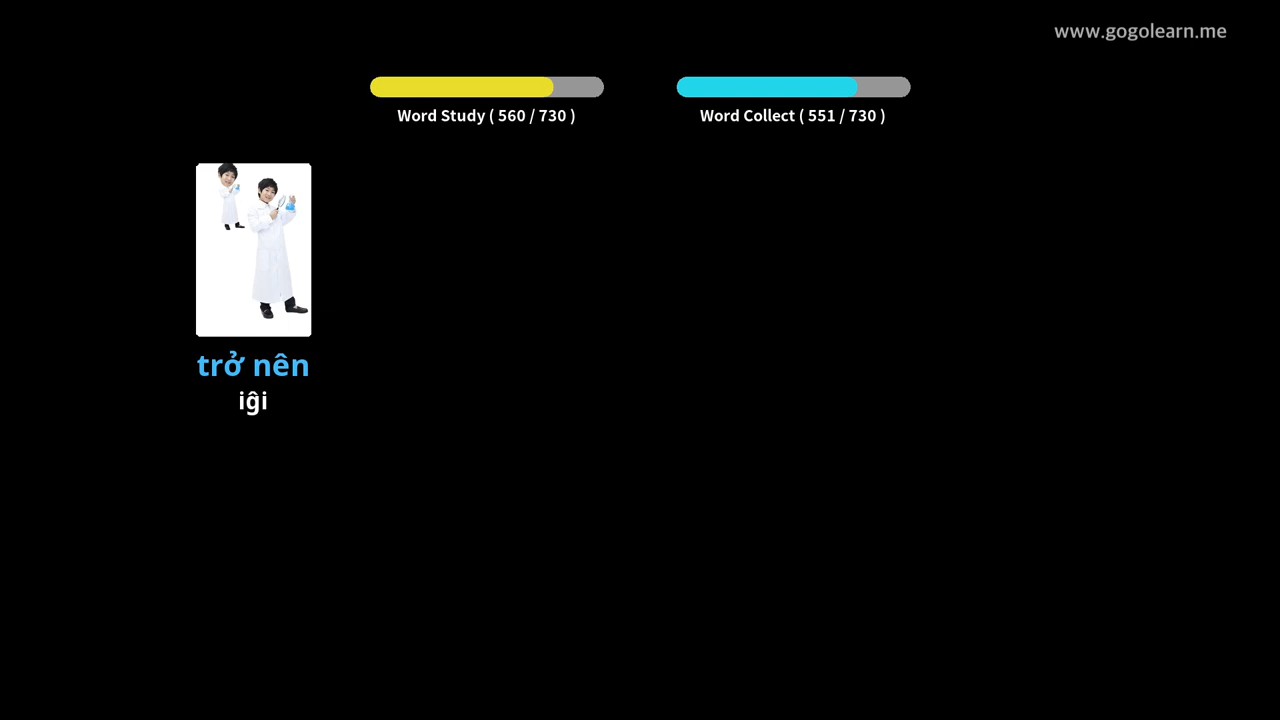 www.gogolearn.me
Word Study ( 560 / 730 )
Word Collect ( 551 / 730 )
trở nên
iĝi